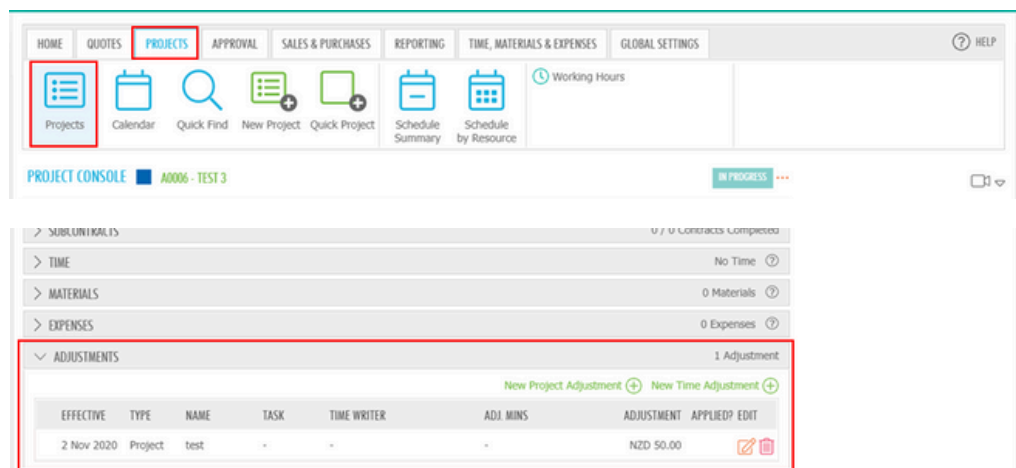 HOME QUOTES PROJECTS APPROVAL SALES & PURCHASES REPORTING TIME, MATERIALS & EXPENSES GLOBAL SETTINGS HELP
Projects Calendar Quick Find New Project Quick Project Schedule Summary Schedule by Resource Working Hours
PROJECT CONSOLE A0006 - TEST 3 IN PROGRESS
SUBCONTRACTS 0 / 0 Contracts Completed
TIME No Time
MATERIALS 0 Materials
EXPENSES 0 Expenses
ADJUSTMENTS 1 Adjustment
New Project Adjustment New Time Adjustment
EFFECTIVE TYPE NAME TASK TIME WRITER ADJ. MINS ADJUSTMENT APPLIED? EDIT
2 Nov 2020 Project test - - - NZD 50.00